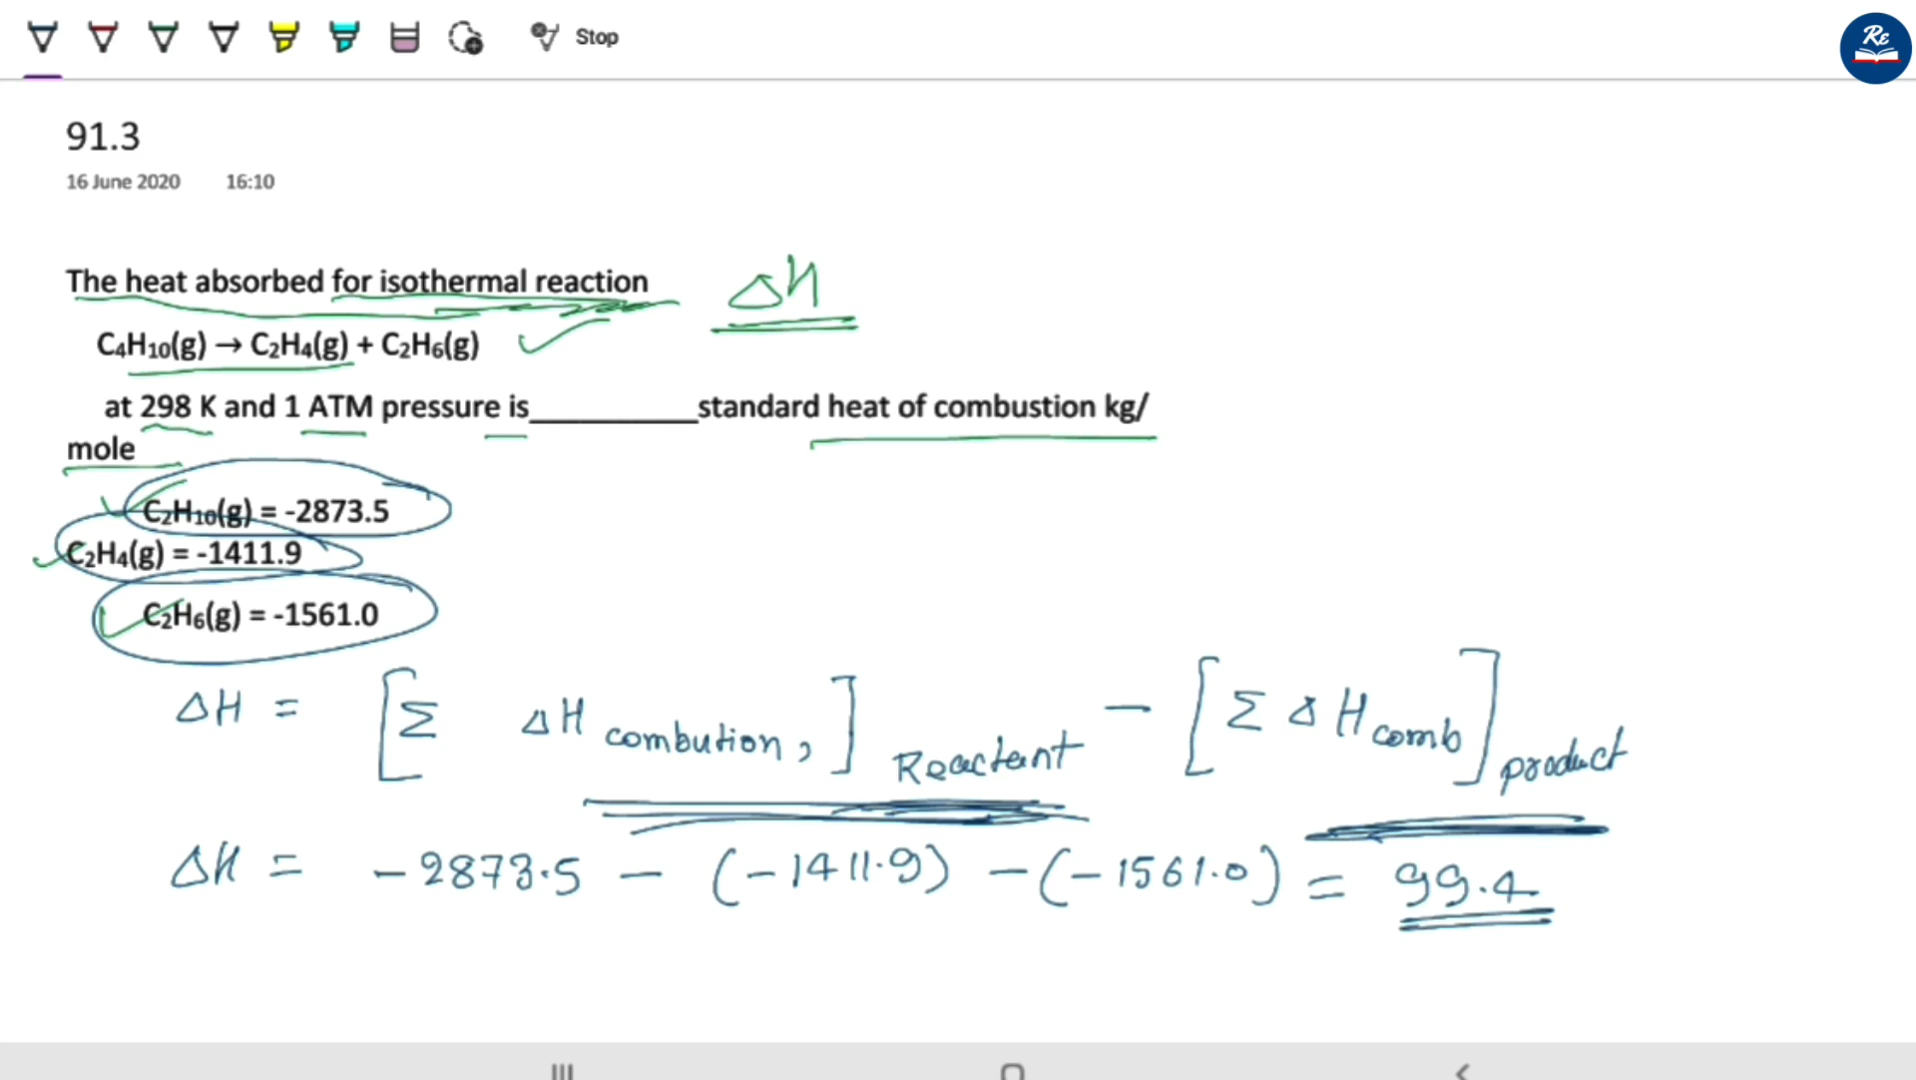 Stop
RE
91.3
16 June 2020 16:10
The heat absorbed for isothermal reaction ΔH
C₄H₁₀(g) → C₂H₄(g) + C₂H₆(g)
at 298 K and 1 ATM pressure is__________standard heat of combustion kg/
mole
C₂H₁₀(g) = -2873.5
C₂H₄(g) = -1411.9
C₂H₆(g) = -1561.0
ΔH = [Σ ΔH combution,] Reactant - [Σ ΔH comb] product
ΔH = -2873.5 - (-1411.9) - (-1561.0) = 99.4